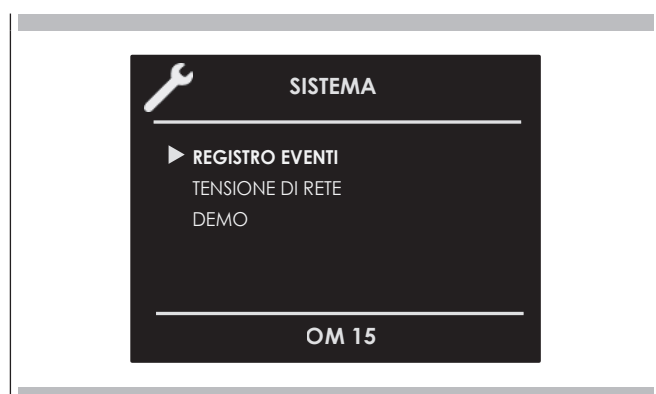 SISTEMA
REGISTRO EVENTI
TENSIONE DI RETE
DEMO
OM 15